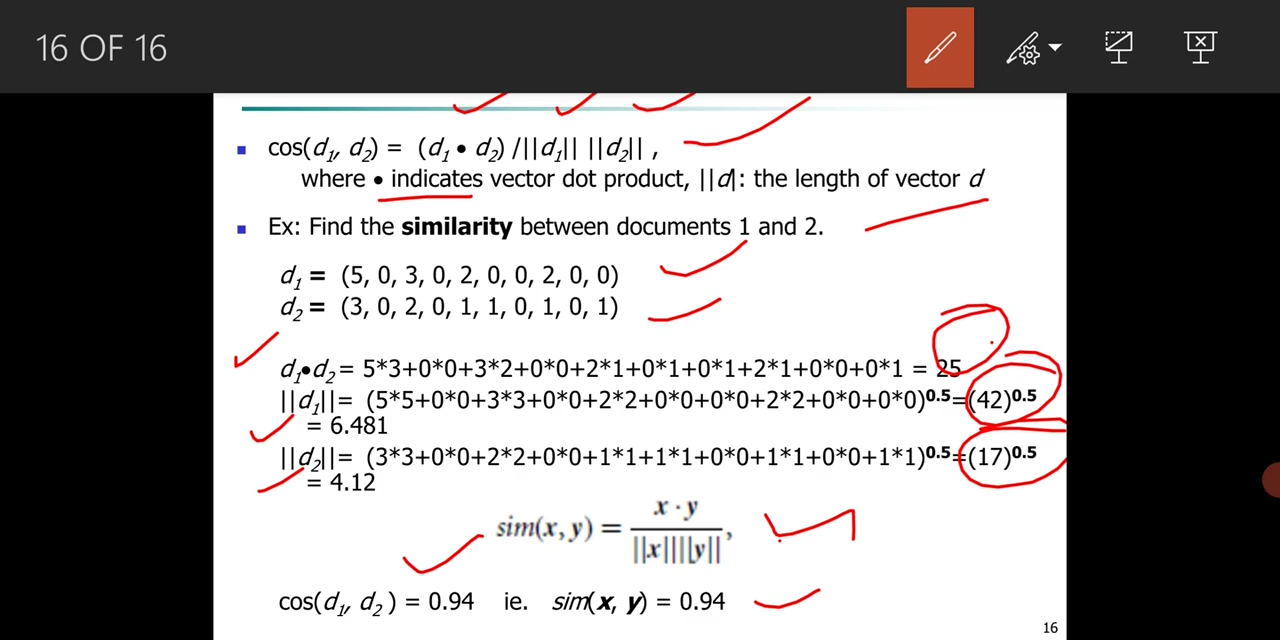 16 OF 16
cos(d₁, d₂) = (d₁ • d₂) /||d₁|| ||d₂|| ,
where • indicates vector dot product, ||d|: the length of vector d
Ex: Find the similarity between documents 1 and 2.
d₁ = (5, 0, 3, 0, 2, 0, 0, 2, 0, 0)
d₂ = (3, 0, 2, 0, 1, 1, 0, 1, 0, 1)
d₁•d₂ = 5*3+0*0+3*2+0*0+2*1+0*1+0*1+2*1+0*0+0*1 = 25
||d₁||= (5*5+0*0+3*3+0*0+2*2+0*0+0*0+2*2+0*0+0*0)^0.5=(42)^0.5
= 6.481
||d₂||= (3*3+0*0+2*2+0*0+1*1+1*1+0*0+1*1+0*0+1*1)^0.5=(17)^0.5
= 4.12
sim(x, y) = x · y / ||x||||y||,
cos(d₁, d₂ ) = 0.94 ie. sim(x, y) = 0.94
16